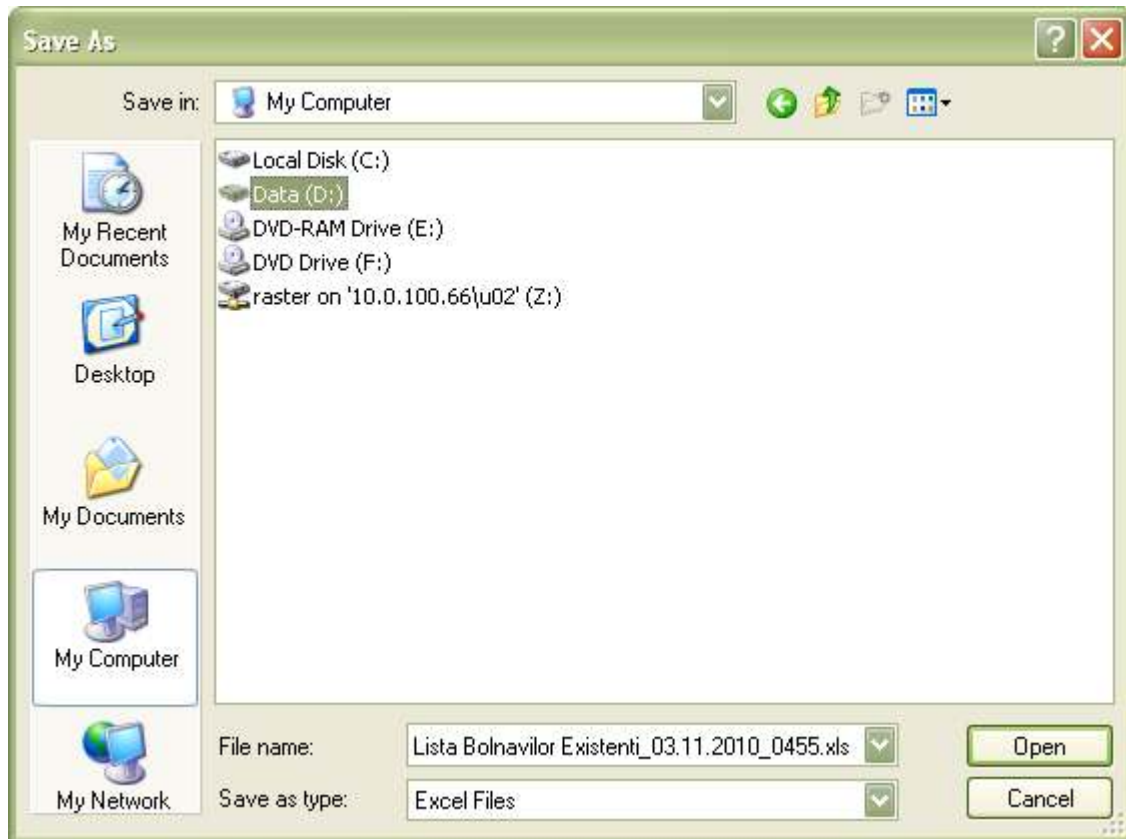 Save As
Save in:
My Computer
My Recent
Documents
Desktop
My Documents
My Computer
My Network
Local Disk (C:)
Data (D:)
DVD-RAM Drive (E:)
DVD Drive (F:)
raster on '10.0.100.66\u02' (Z:)
File name:
Lista Bolnavilor Existenti_03.11.2010_0455.xls
Open
Save as type:
Excel Files
Cancel